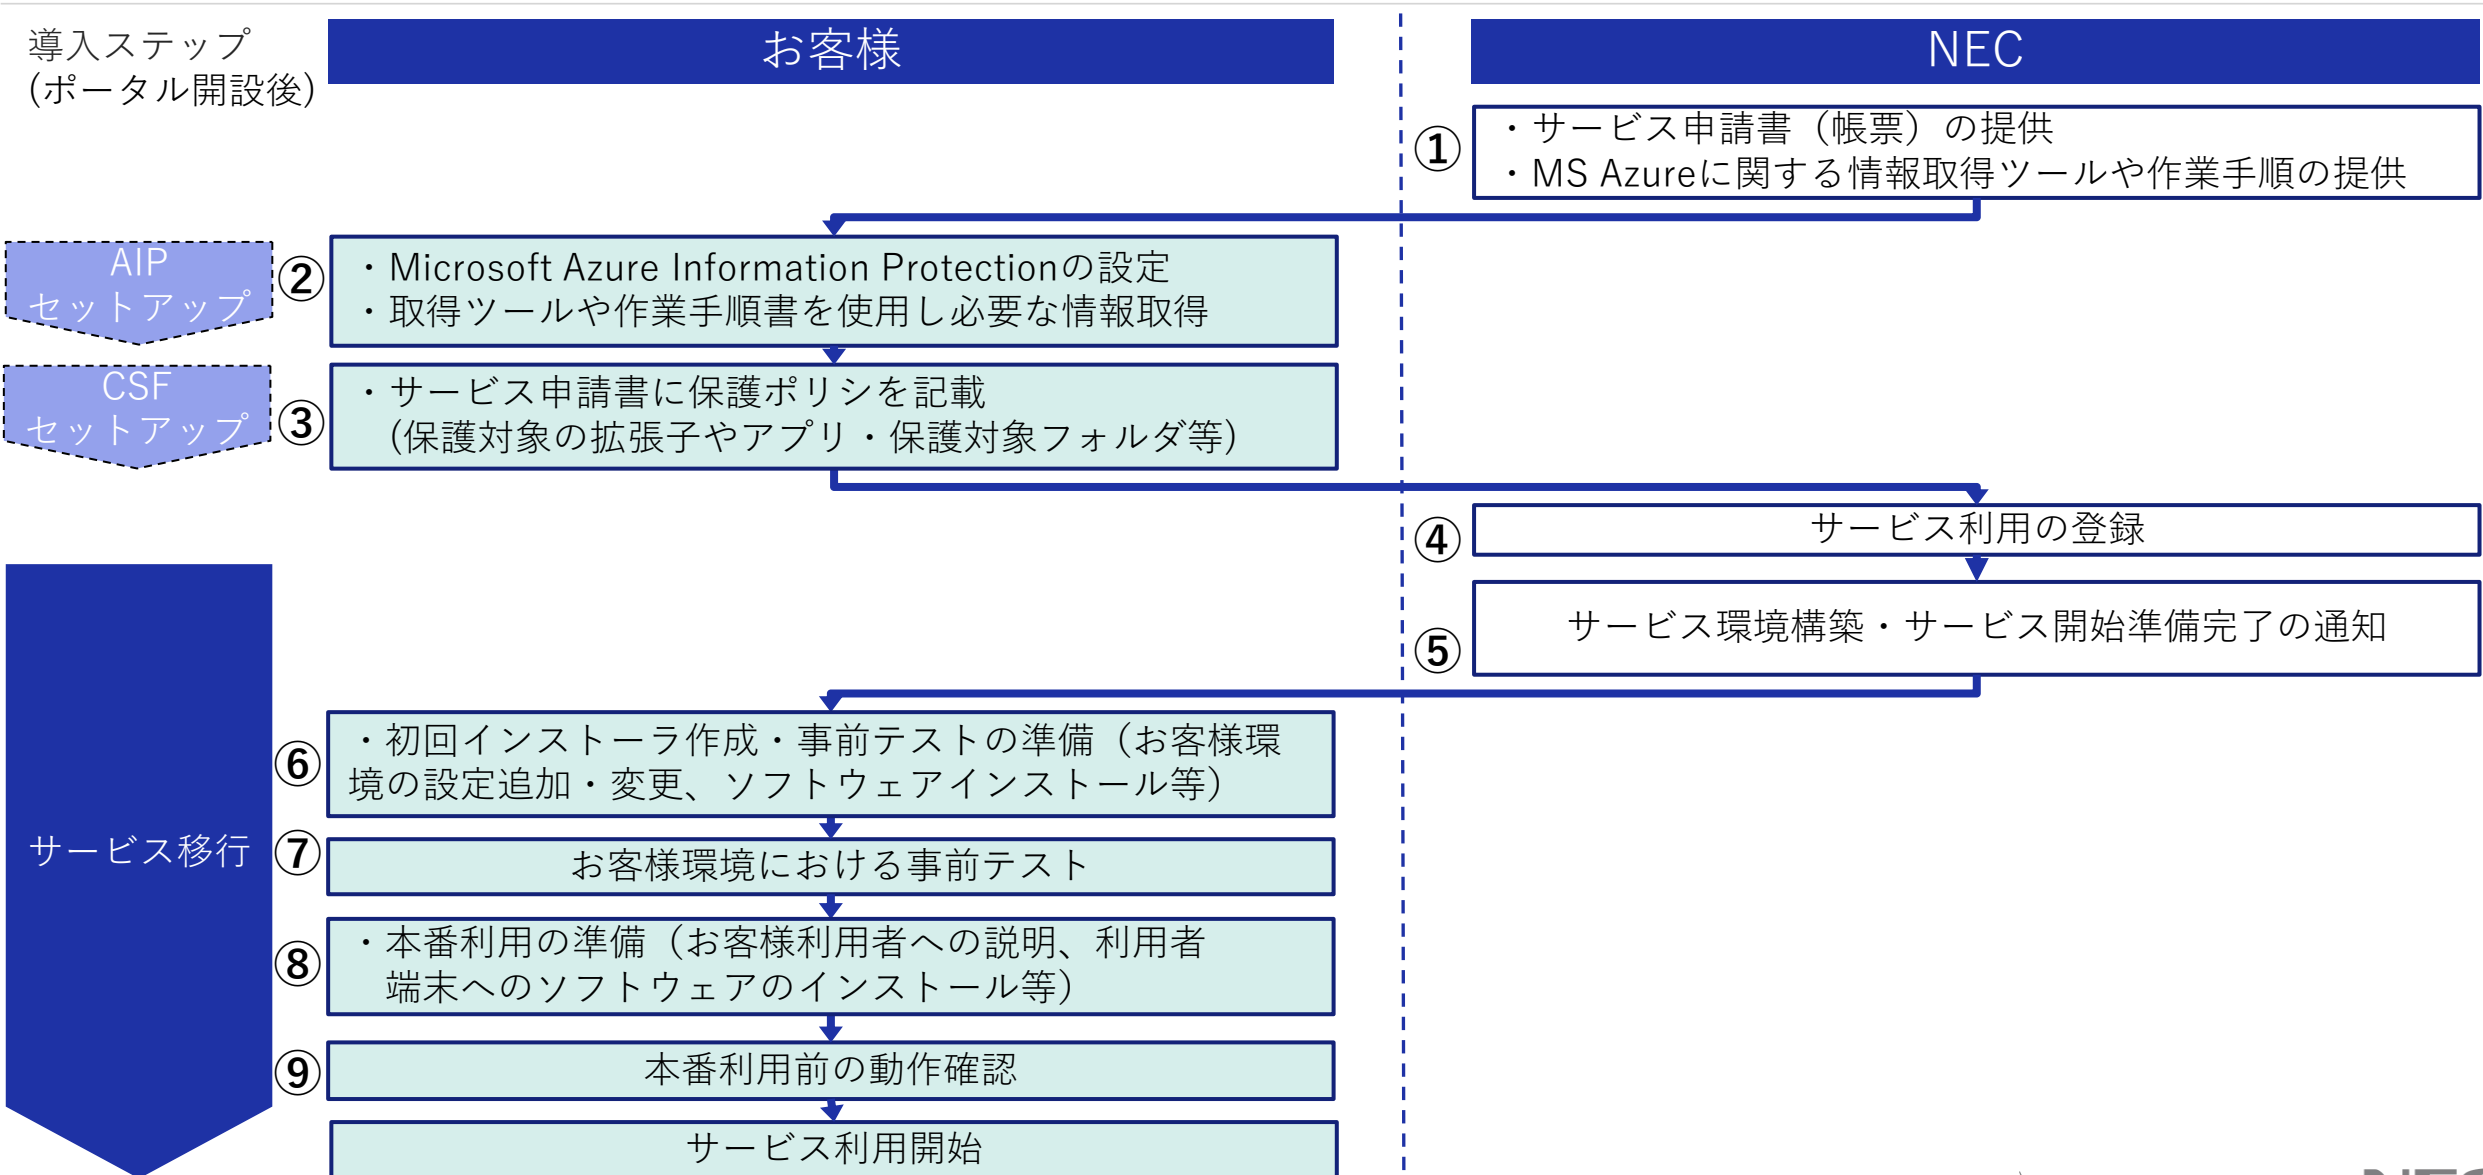 導入ステップ
(ポータル開設後)
お客様
NEC
①
・サービス申請書（帳票）の提供
・MS Azureに関する情報取得ツールや作業手順の提供
AIP
セットアップ
②
・Microsoft Azure Information Protectionの設定
・取得ツールや作業手順書を使用し必要な情報取得
CSF
セットアップ
③
・サービス申請書に保護ポリシを記載
(保護対象の拡張子やアプリ・保護対象フォルダ等)
④
サービス利用の登録
⑤
サービス環境構築・サービス開始準備完了の通知
サービス移行
⑥
・初回インストーラ作成・事前テストの準備（お客様環
境の設定追加・変更、ソフトウェアインストール等）
⑦
お客様環境における事前テスト
⑧
・本番利用の準備（お客様利用者への説明、利用者
端末へのソフトウェアのインストール等）
⑨
本番利用前の動作確認
サービス利用開始